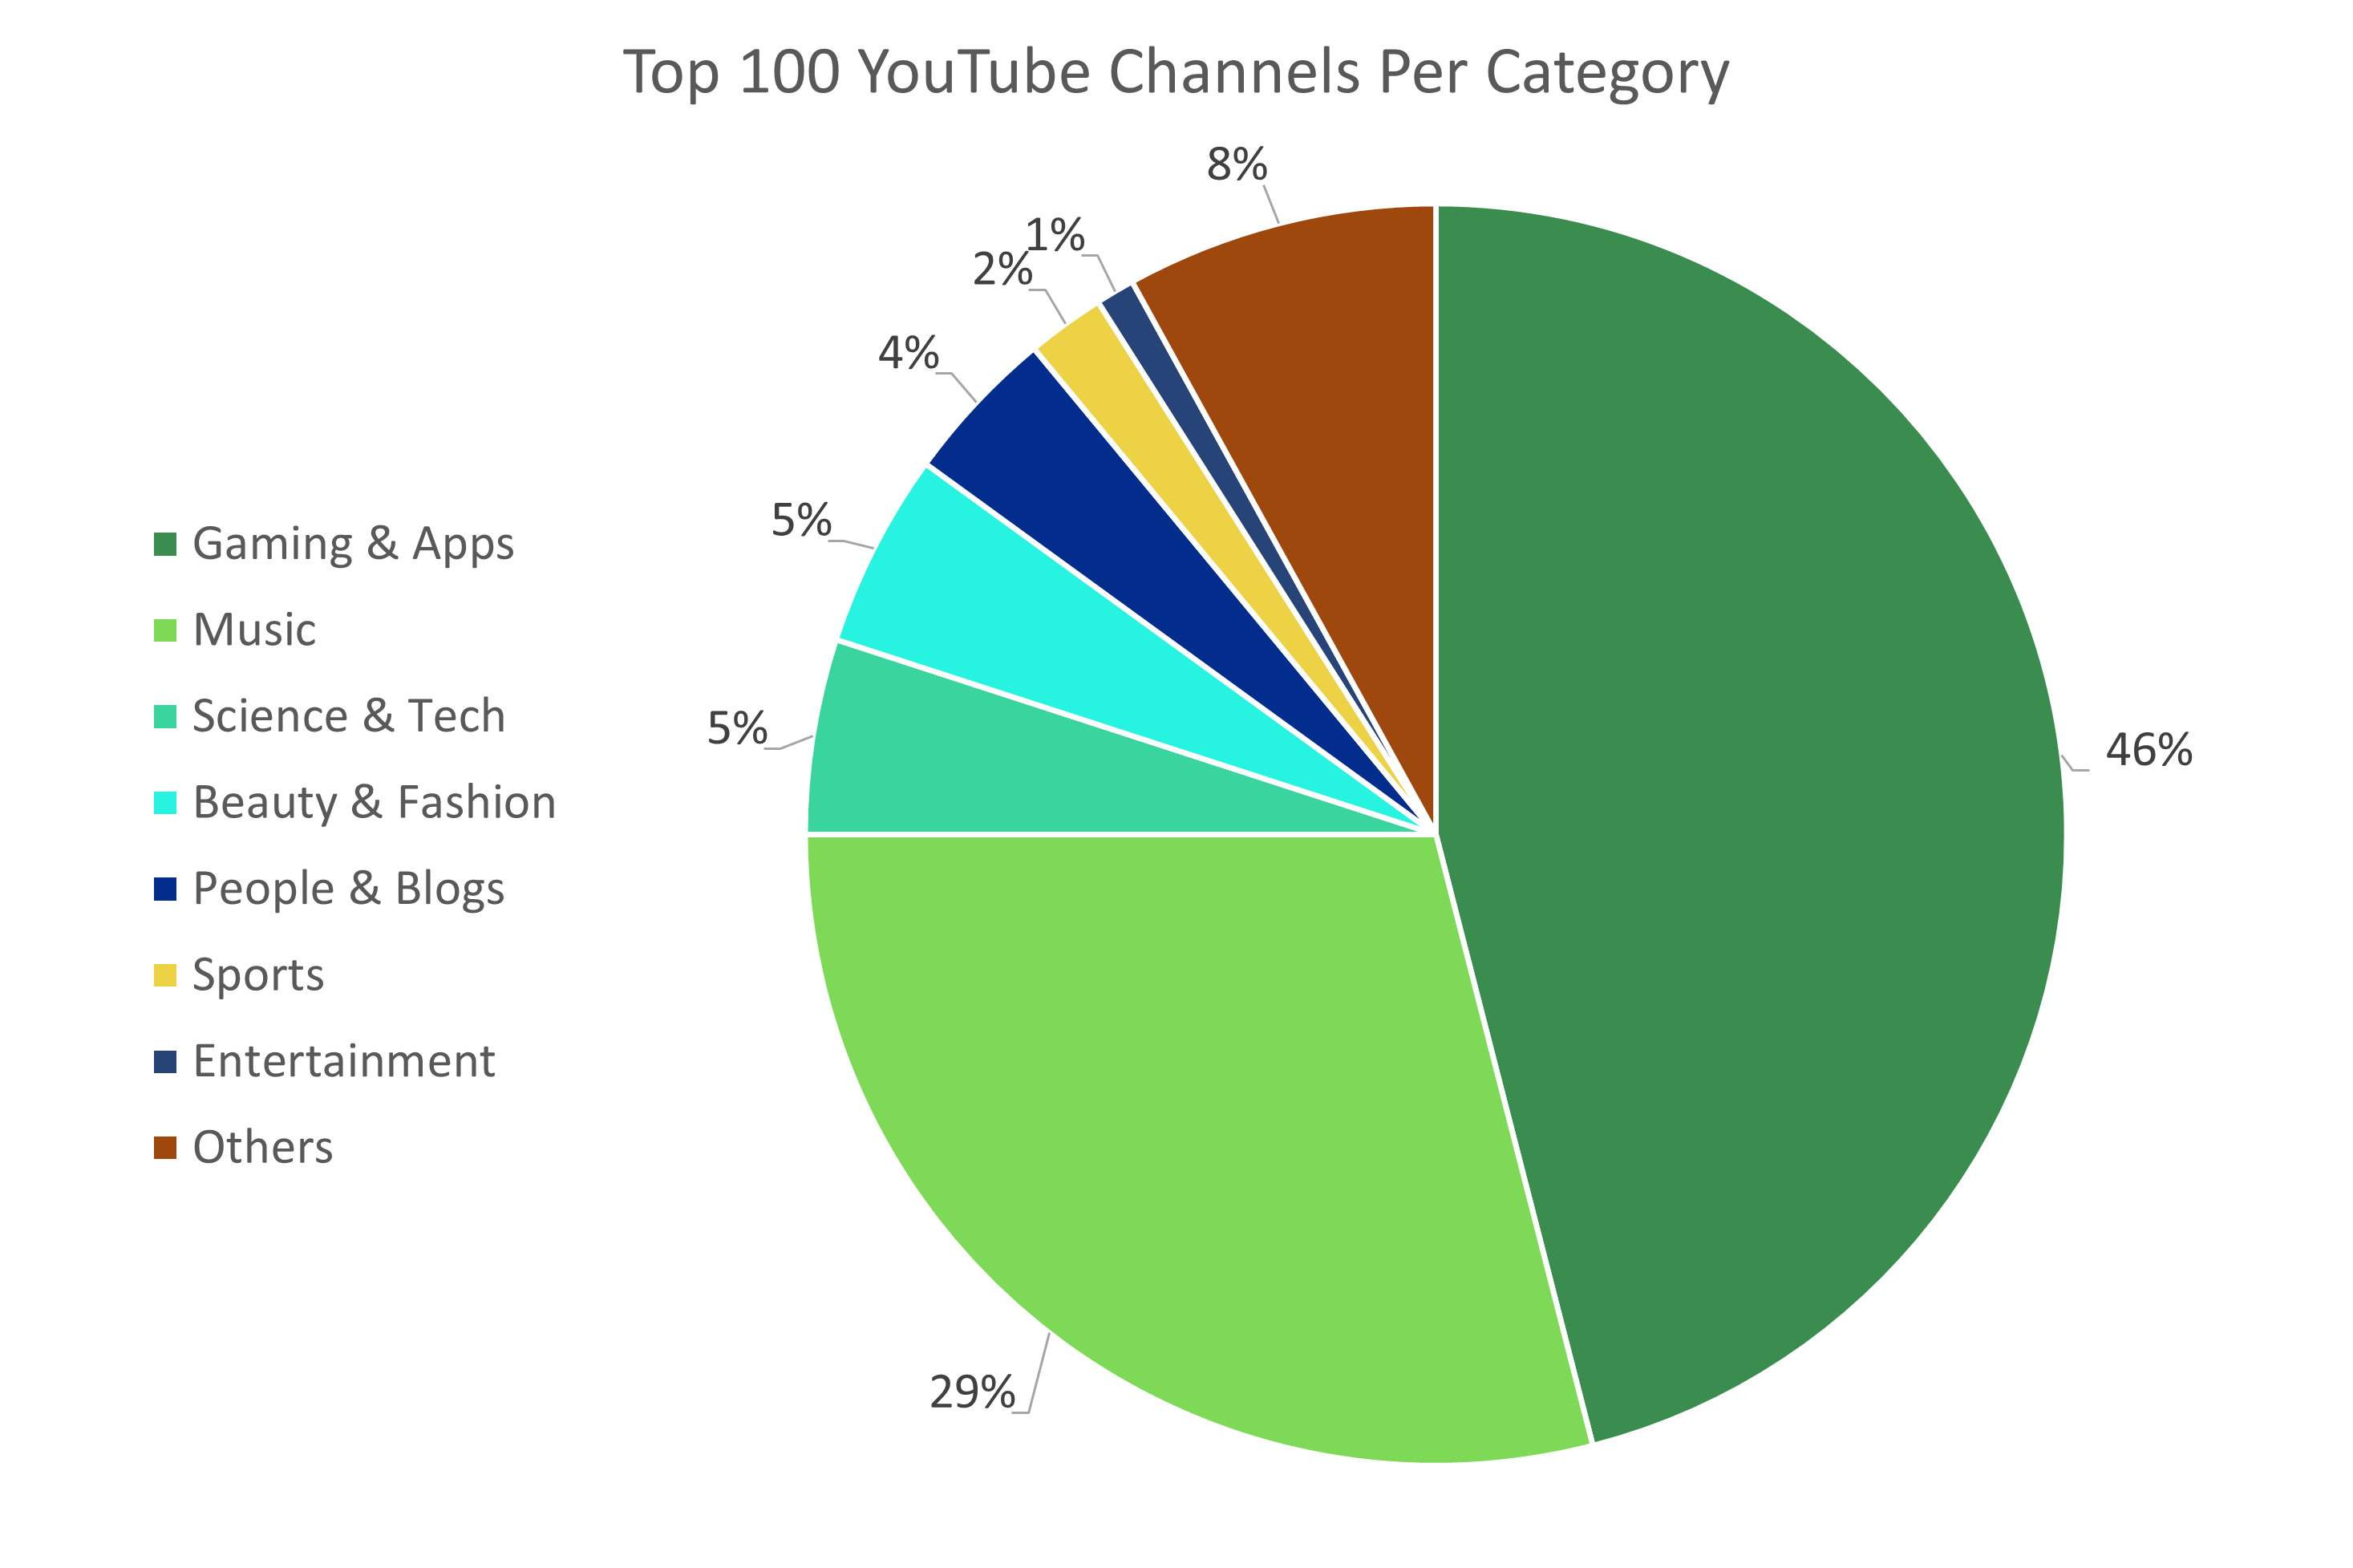 Top 100 YouTube Channels Per Category
8%
1%
2%
4%
5%
5%
46%
29%
Gaming & Apps
Music
Science & Tech
Beauty & Fashion
People & Blogs
Sports
Entertainment
Others